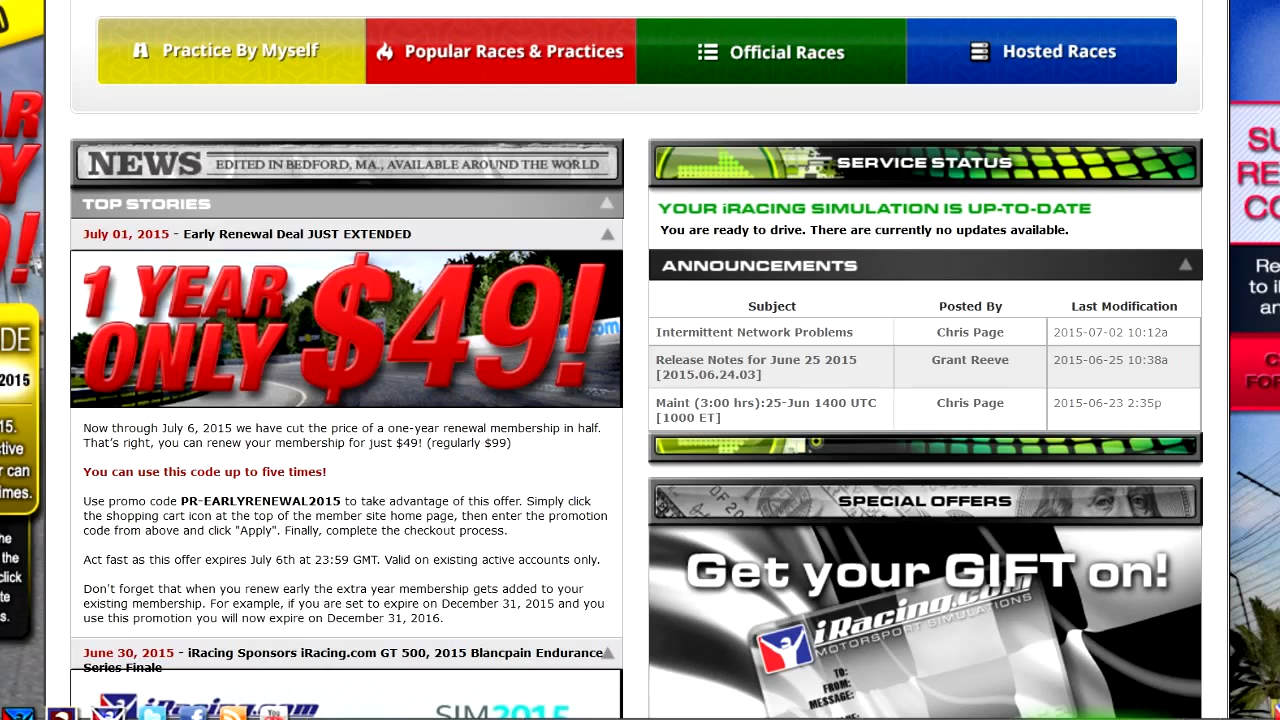 Practice By Myself
Popular Races & Practices
Official Races
Hosted Races
NEWS
EDITED IN BEDFORD, MA., AVAILABLE AROUND THE WORLD
TOP STORIES
July 01, 2015 - Early Renewal Deal JUST EXTENDED
1 YEAR
ONLY
$49!
Now through July 6, 2015 we have cut the price of a one-year renewal membership in half.
That's right, you can renew your membership for just $49! (regularly $99)
You can use this code up to five times!
Use promo code PR-EARLYRENEWAL2015 to take advantage of this offer. Simply click
the shopping cart icon at the top of the member site home page, then enter the promotion
code from above and click "Apply". Finally, complete the checkout process.
Act fast as this offer expires July 6th at 23:59 GMT. Valid on existing active accounts only.
Don't forget that when you renew early the extra year membership gets added to your
existing membership. For example, if you are set to expire on December 31, 2015 and you
use this promotion you will now expire on December 31, 2016.
June 30, 2015 - iRacing Sponsors iRacing.com GT 500, 2015 Blancpain Endurance
Series Finale
iRacing.com
SIM2015
SERVICE STATUS
YOUR iRACING SIMULATION IS UP-TO-DATE
You are ready to drive. There are currently no updates available.
ANNOUNCEMENTS
Subject Posted By Last Modification
Intermittent Network Problems Chris Page 2015-07-02 10:12a
Release Notes for June 25 2015 Grant Reeve 2015-06-25 10:38a
[2015.06.24.03]
Maint (3:00 hrs):25-Jun 1400 UTC Chris Page 2015-06-23 2:35p
[1000 ET]
SPECIAL OFFERS
Get your GIFT on!
iRacing.com
MOTORSPORT SIMULATIONS
TO:
FROM:
MESSAGE: